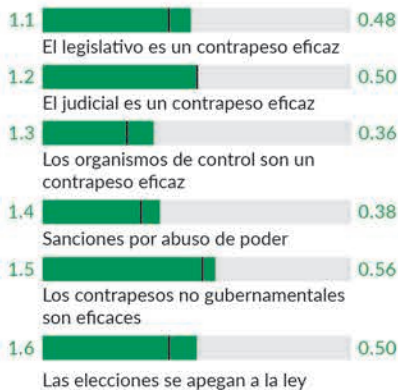 1.1 0.48
El legislativo es un contrapeso eficaz
1.2 0.50
El judicial es un contrapeso eficaz
1.3 0.36
Los organismos de control son un
contrapeso eficaz
1.4 0.38
Sanciones por abuso de poder
1.5 0.56
Los contrapesos no gubernamentales
son eficaces
1.6 0.50
Las elecciones se apegan a la ley